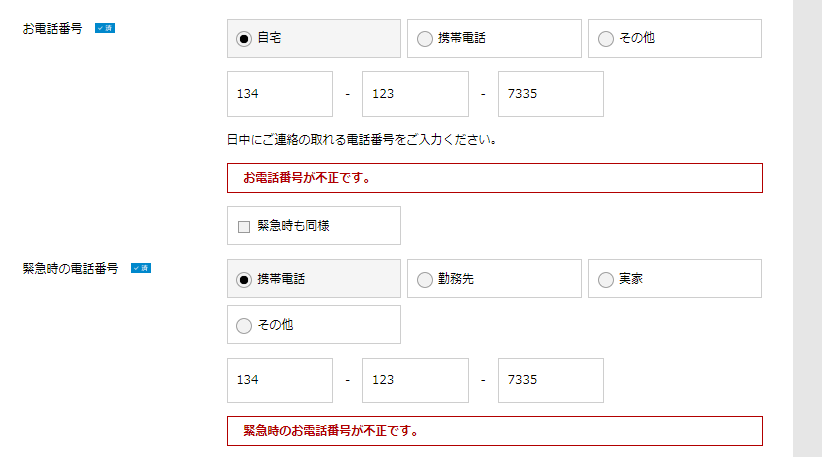 お電話番号 ✓済 自宅 携帯電話 その他
134 - 123 - 7335
日中にご連絡の取れる電話番号をご入力ください。
お電話番号が不正です。
緊急時も同様
緊急時の電話番号 ✓済 携帯電話 勤務先 実家
その他
134 - 123 - 7335
緊急時のお電話番号が不正です。